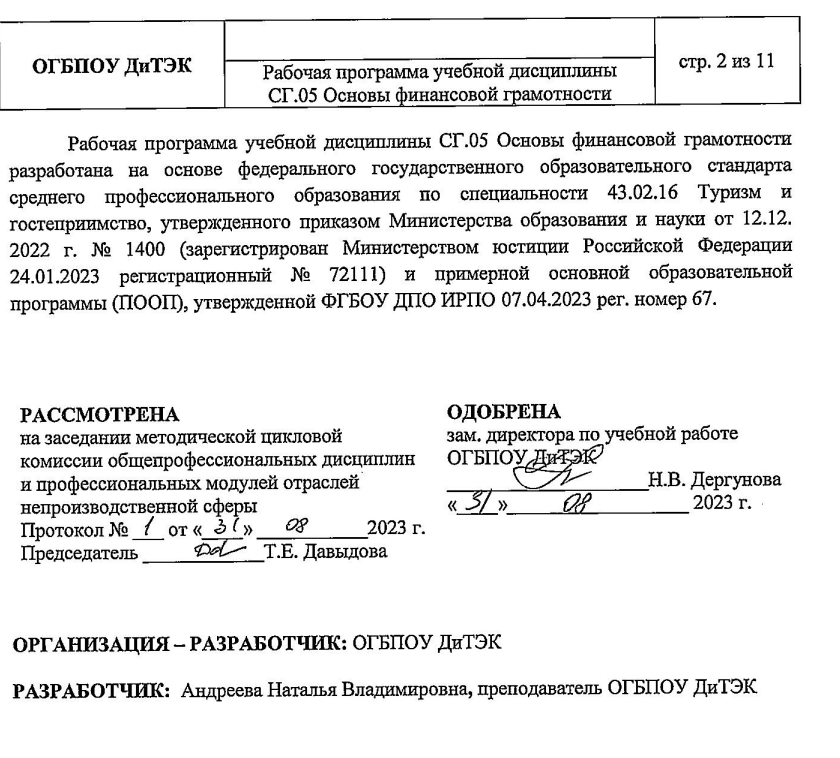 ОГБПОУ ДиТЭК
Рабочая программа учебной дисциплины
СГ.05 Основы финансовой грамотности
стр. 2 из 11
Рабочая программа учебной дисциплины СГ.05 Основы финансовой грамотности
разработана на основе федерального государственного образовательного стандарта
среднего профессионального образования по специальности 43.02.16 Туризм и
гостеприимство, утвержденного приказом Министерства образования и науки от 12.12.
2022 г. № 1400 (зарегистрирован Министерством юстиции Российской Федерации
24.01.2023 регистрационный № 72111) и примерной основной образовательной
программы (ПООП), утвержденной ФГБОУ ДПО ИРПО 07.04.2023 рег. номер 67.
РАССМОТРЕНА
на заседании методической цикловой
комиссии общепрофессиональных дисциплин
и профессиональных модулей отраслей
непроизводственной сферы
Протокол № 1 от «31» 08 2023 г.
Председатель Т.Е. Давыдова
ОДОБРЕНА
зам. директора по учебной работе
ОГБПОУ ДиТЭК
Н.В. Дергунова
«31» 08 2023 г.
ОРГАНИЗАЦИЯ – РАЗРАБОТЧИК: ОГБПОУ ДиТЭК
РАЗРАБОТЧИК: Андреева Наталья Владимировна, преподаватель ОГБПОУ ДиТЭК